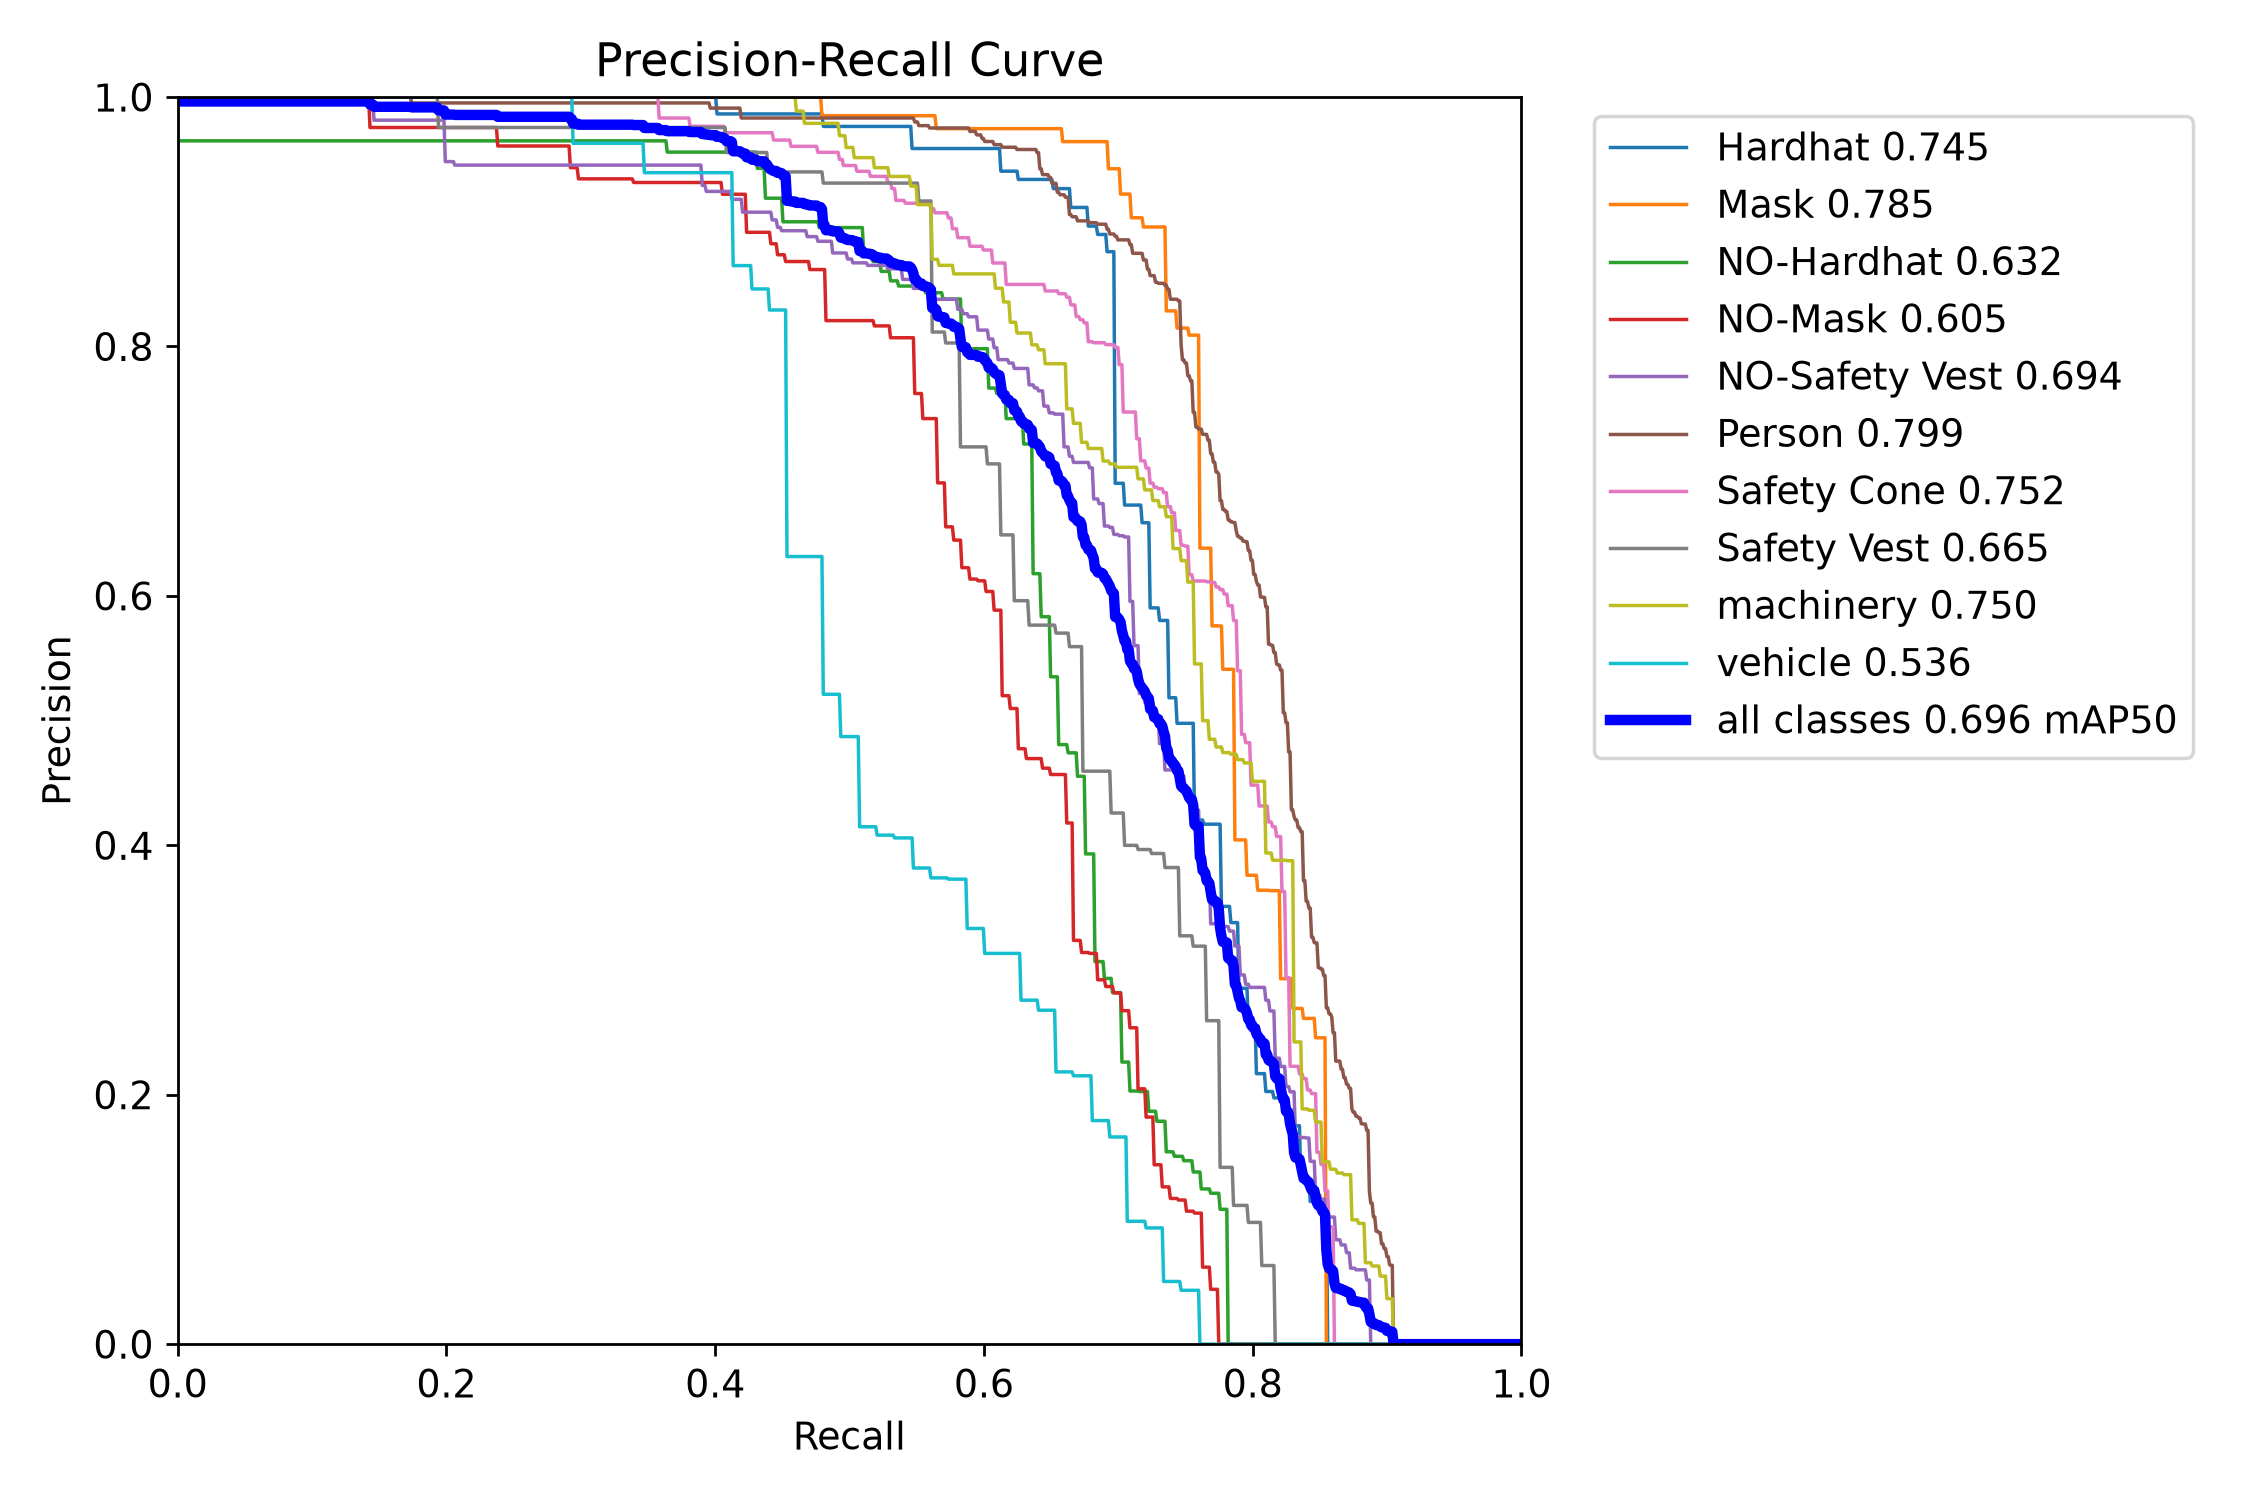 Precision-Recall Curve
1.0
0.8
0.6
0.4
0.2
0.0
Precision
0.0 0.2 0.4 0.6 0.8 1.0
Recall
Hardhat 0.745
Mask 0.785
NO-Hardhat 0.632
NO-Mask 0.605
NO-Safety Vest 0.694
Person 0.799
Safety Cone 0.752
Safety Vest 0.665
machinery 0.750
vehicle 0.536
all classes 0.696 mAP50